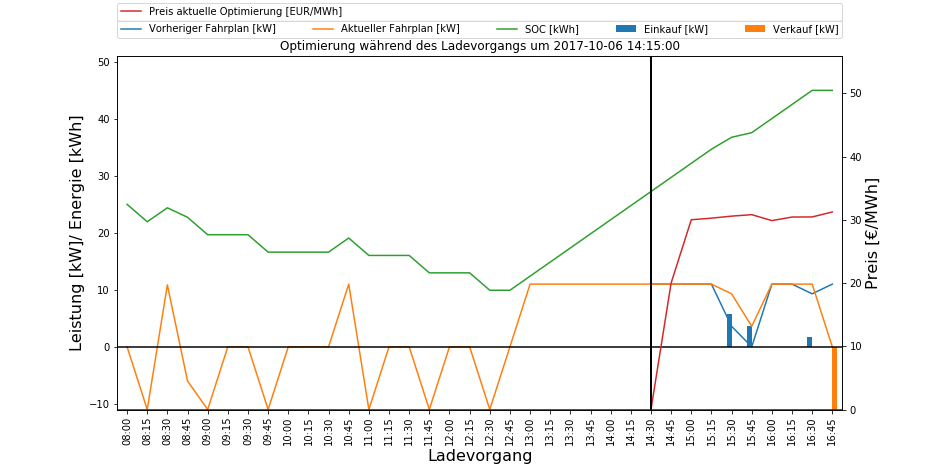 Preis aktuelle Optimierung [EUR/MWh]
Vorheriger Fahrplan [kW] Aktueller Fahrplan [kW] SOC [kWh] Einkauf [kW] Verkauf [kW]
Optimierung während des Ladevorgangs um 2017-10-06 14:15:00
Leistung [kW]/ Energie [kWh]
50
40
30
20
10
0
−10
Preis [€/MWh]
50
40
30
20
10
0
08:00 08:15 08:30 08:45 09:00 09:15 09:30 09:45 10:00 10:15 10:30 10:45 11:00 11:15 11:30 11:45 12:00 12:15 12:30 12:45 13:00 13:15 13:30 13:45 14:00 14:15 14:30 14:45 15:00 15:15 15:30 15:45 16:00 16:15 16:30 16:45
Ladevorgang